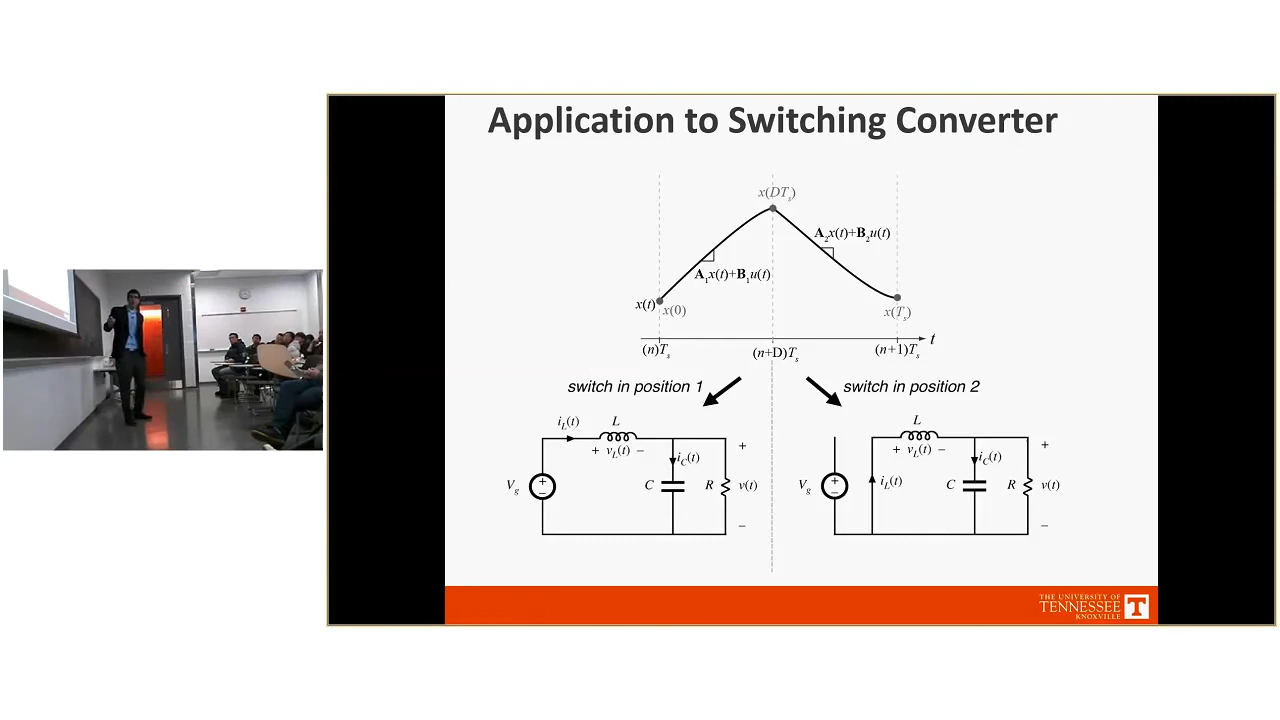 Application to Switching Converter
x(DTs)
A2x(t)+B2u(t)
A1x(t)+B1u(t)
x(t)
x(0)
x(Ts)
t
(n)Ts
(n+D)Ts
(n+1)Ts
switch in position 1
switch in position 2
iL(t)
L
+ vL(t) −
iC(t)
+
Vg
+
−
C
R
v(t)
−
L
+ vL(t) −
iC(t)
+
Vg
+
−
iL(t)
C
R
v(t)
−
THE UNIVERSITY OF
TENNESSEE
KNOXVILLE
T